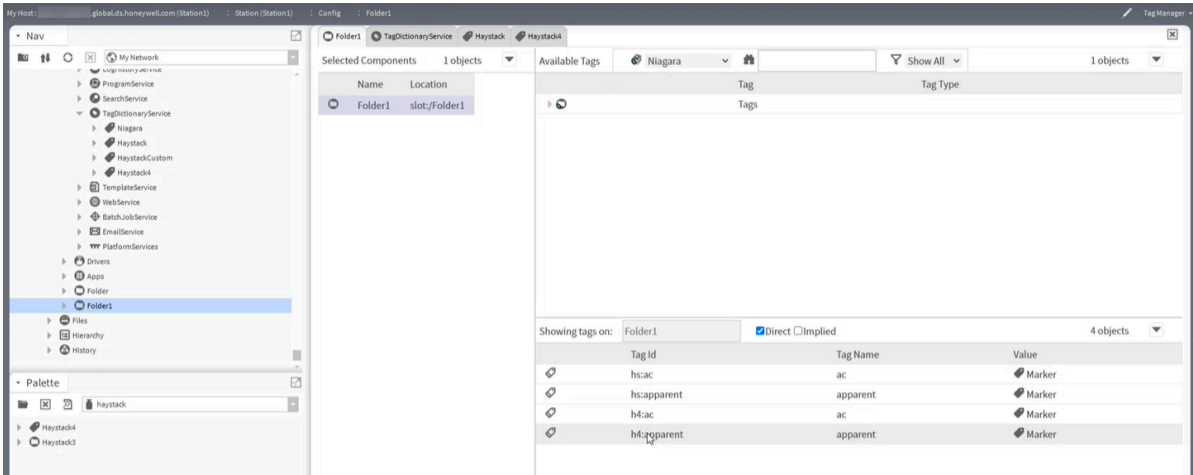 My Host: .global.ds.honeywell.com (Station1) : Station (Station1) : Config : Folder1 Tag Manager
Nav
My Network
LogHistoryService
ProgramService
SearchService
TagDictionaryService
Niagara
Haystack
HaystackCustom
Haystack4
TemplateService
WebService
BatchJobService
EmailService
PlatformServices
Drivers
Apps
Folder
Folder1
Files
Hierarchy
History
Palette
haystack
Haystack4
Haystack3
Folder1 TagDictionaryService Haystack Haystack4
Selected Components 1 objects
Name Location
Folder1 slot:/Folder1
Available Tags Niagara Show All 1 objects
Tag Tag Type
Tags
Showing tags on: Folder1 Direct Implied 4 objects
Tag Id Tag Name Value
hs:ac ac Marker
hs:apparent apparent Marker
h4:ac ac Marker
h4:apparent apparent Marker